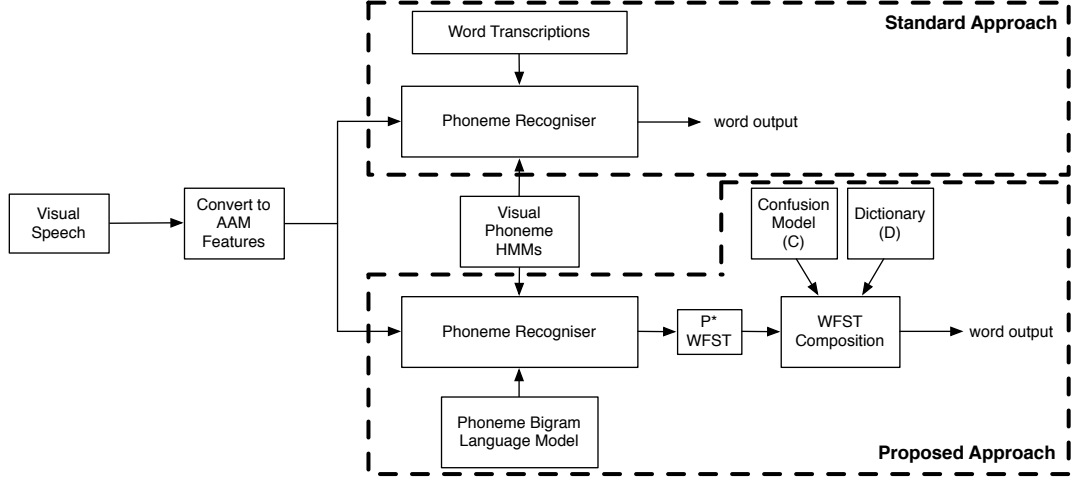 Standard Approach
Word Transcriptions
Phoneme Recogniser
word output
Visual
Speech
Convert to
AAM
Features
Visual
Phoneme
HMMs
Confusion
Model
(C)
Dictionary
(D)
Phoneme Recogniser
P*
WFST
WFST
Composition
word output
Phoneme Bigram
Language Model
Proposed Approach